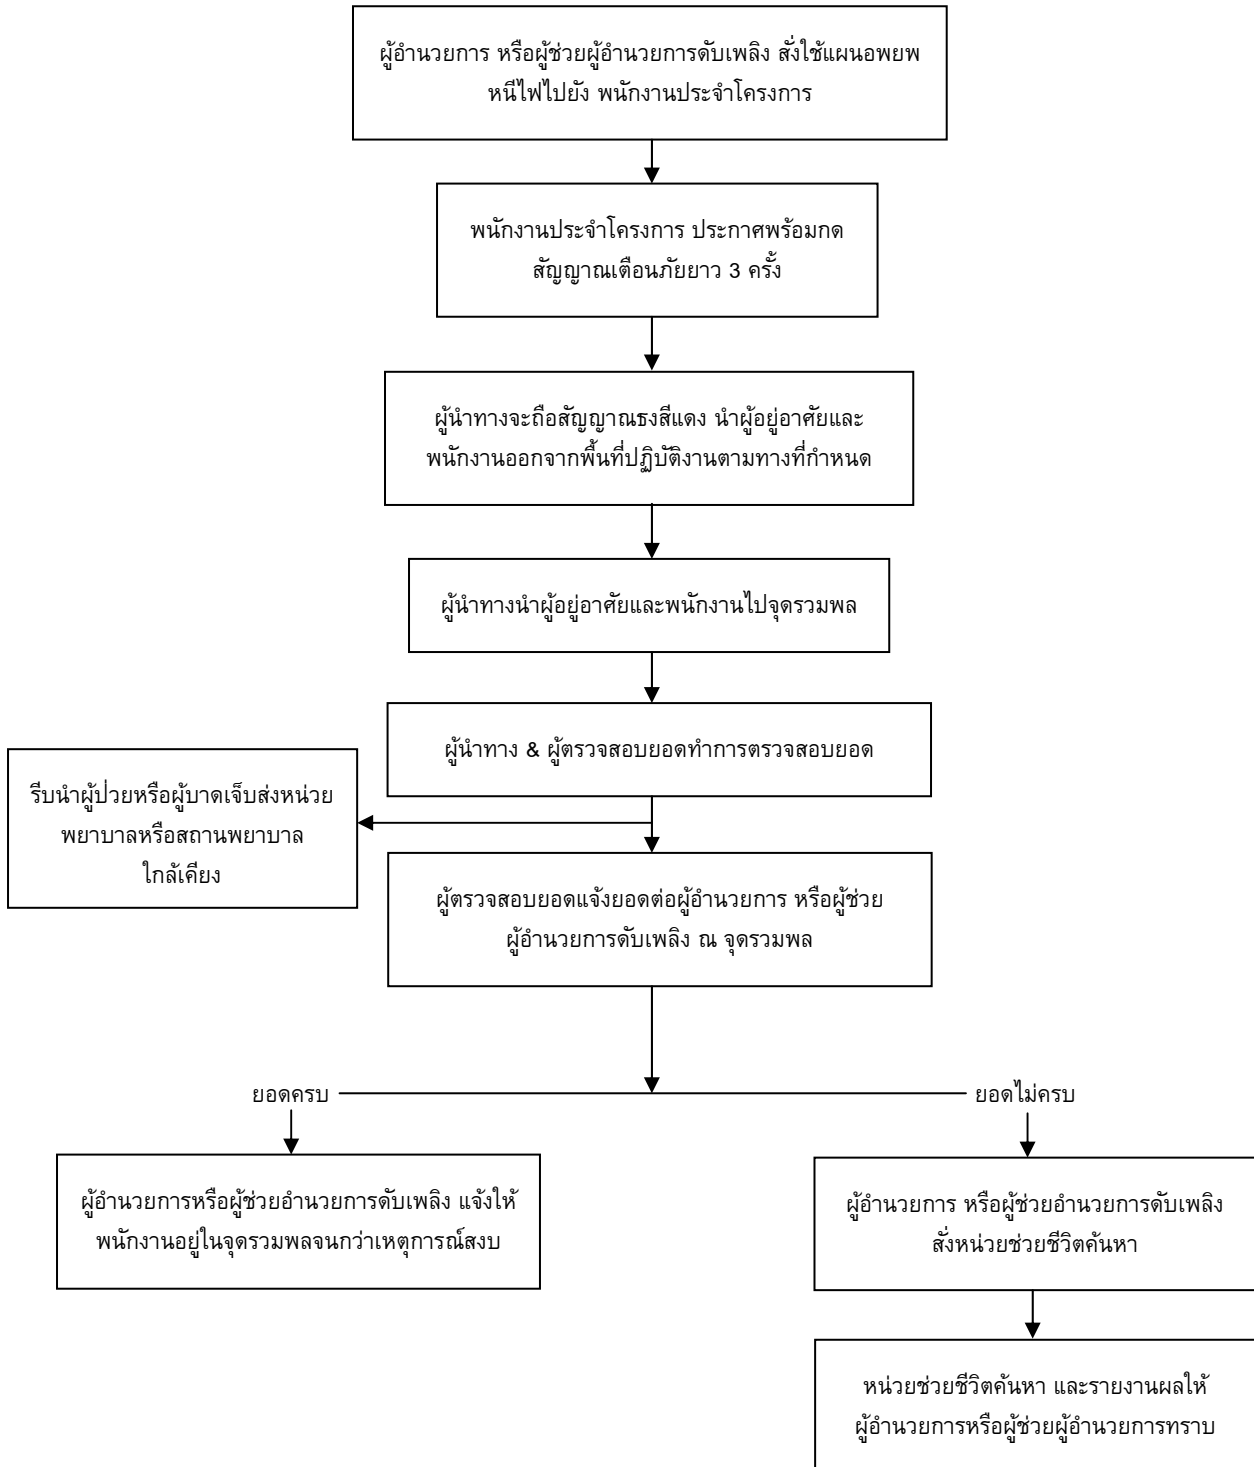 ผู้อำนวยการ หรือผู้ช่วยผู้อำนวยการดับเพลิง สั่งใช้แผนอพยพ
หนีไฟไปยัง พนักงานประจำโครงการ
พนักงานประจำโครงการ ประกาศพร้อมกด
สัญญาณเตือนภัยยาว 3 ครั้ง
ผู้นำทางจะถือสัญญาณธงสีแดง นำผู้อยู่อาศัยและ
พนักงานออกจากพื้นที่ปฏิบัติงานตามทางที่กำหนด
ผู้นำทางนำผู้อยู่อาศัยและพนักงานไปจุดรวมพล
ผู้นำทาง & ผู้ตรวจสอบยอดทำการตรวจสอบยอด
รีบนำผู้ป่วยหรือผู้บาดเจ็บส่งหน่วย
พยาบาลหรือสถานพยาบาล
ใกล้เคียง
ผู้ตรวจสอบยอดแจ้งยอดต่อผู้อำนวยการ หรือผู้ช่วย
ผู้อำนวยการดับเพลิง ณ จุดรวมพล
ยอดครบ
ยอดไม่ครบ
ผู้อำนวยการหรือผู้ช่วยอำนวยการดับเพลิง แจ้งให้
พนักงานอยู่ในจุดรวมพลจนกว่าเหตุการณ์สงบ
ผู้อำนวยการ หรือผู้ช่วยอำนวยการดับเพลิง
สั่งหน่วยช่วยชีวิตค้นหา
หน่วยช่วยชีวิตค้นหา และรายงานผลให้
ผู้อำนวยการหรือผู้ช่วยผู้อำนวยการทราบ